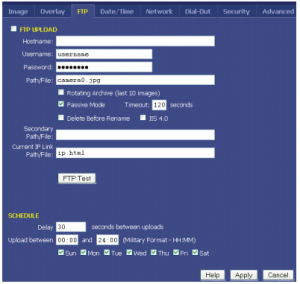 Image Overlay FTP Date/Time Network Dial-Out Security Advanced
FTP UPLOAD
Hostname:
Username: username
Password: ●●●●●●●●
Path/File: camera0.jpg
Rotating Archive (last 10 images)
Passive Mode Timeout: 120 seconds
Delete Before Rename IIS 4.0
Secondary
Path/File:
Current IP Link
Path/File: ip.html
FTP Test
SCHEDULE
Delay 30 seconds between uploads
Upload between 00:00 and 24:00 (Military Format - HH:MM)
Sun Mon Tue Wed Thu Fri Sat
Help Apply Cancel